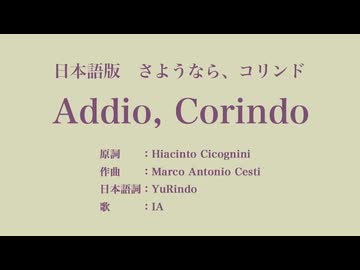 日本語版　さようなら、コリンド
Addio, Corindo
原詞　　：Hiacinto Cicognini
作曲　　：Marco Antonio Cesti
日本語詞：YuRindo
歌　　　：IA